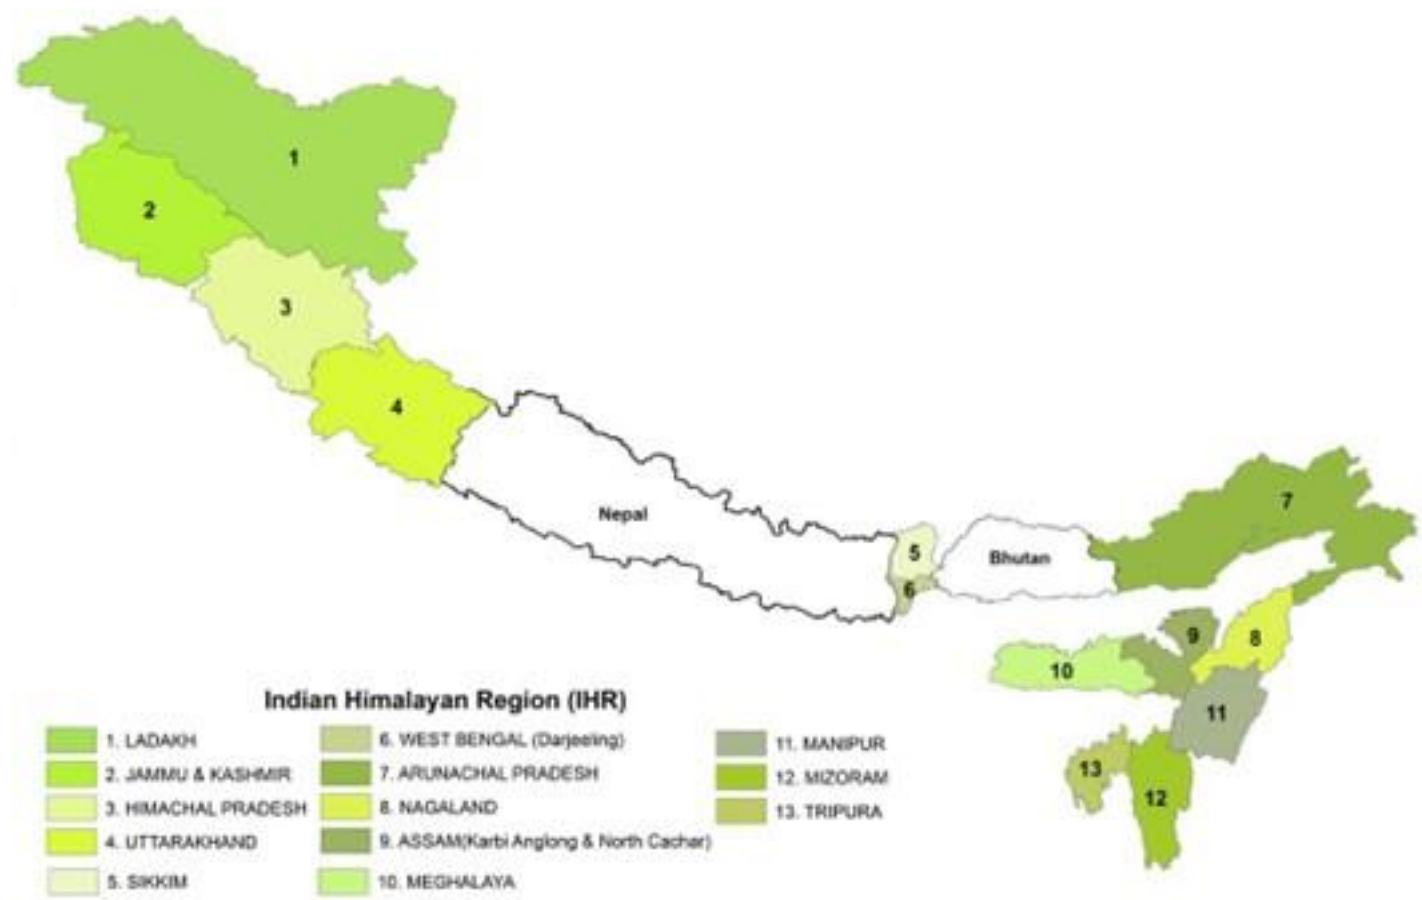 1
2
3
4
Nepal
5
6
Bhutan
7
8
9
10
11
12
13
Indian Himalayan Region (IHR)
1. LADAKH
2. JAMMU & KASHMIR
3. HIMACHAL PRADESH
4. UTTARAKHAND
5. SIKKIM
6. WEST BENGAL (Darjeeling)
7. ARUNACHAL PRADESH
8. NAGALAND
9. ASSAM(Karbi Anglong & North Cachar)
10. MEGHALAYA
11. MANIPUR
12. MIZORAM
13. TRIPURA